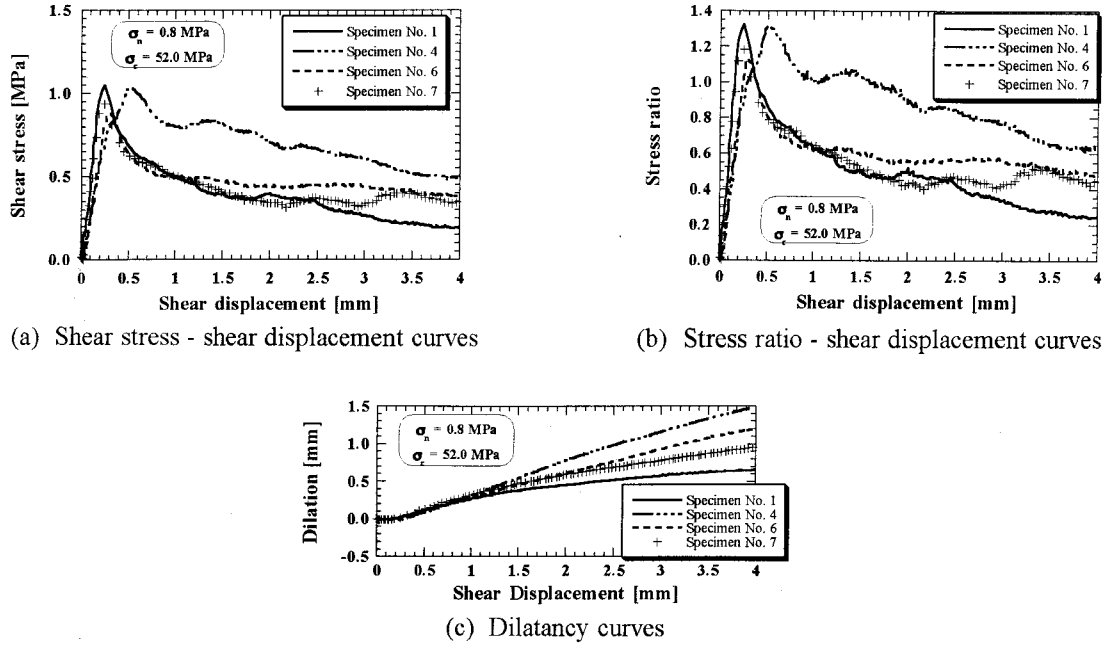 1.5
1.0
0.5
0.0
Shear stress [MPa]
σn = 0.8 MPa
σc = 52.0 MPa
Specimen No. 1
Specimen No. 4
Specimen No. 6
Specimen No. 7
0 0.5 1 1.5 2 2.5 3 3.5 4
Shear displacement [mm]
(a) Shear stress - shear displacement curves
1.4
1.2
1.0
0.8
0.6
0.4
0.2
0.0
Stress ratio
Specimen No. 1
Specimen No. 4
Specimen No. 6
Specimen No. 7
σn = 0.8 MPa
σc = 52.0 MPa
0 0.5 1 1.5 2 2.5 3 3.5 4
Shear displacement [mm]
(b) Stress ratio - shear displacement curves
1.5
1.0
0.5
0.0
-0.5
Dilation [mm]
σn = 0.8 MPa
σc = 52.0 MPa
Specimen No. 1
Specimen No. 4
Specimen No. 6
Specimen No. 7
0 0.5 1 1.5 2 2.5 3 3.5 4
Shear Displacement [mm]
(c) Dilatancy curves